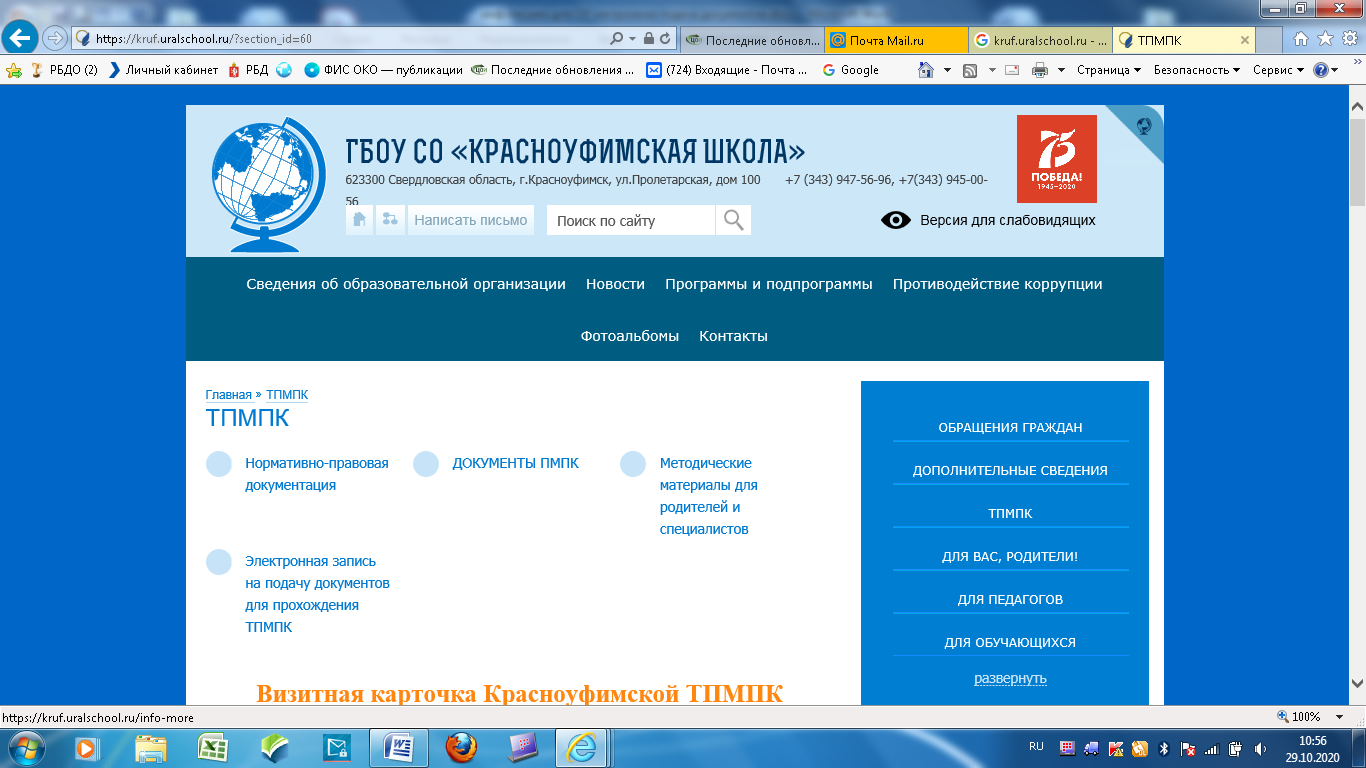 https://kruf.uralschool.ru/?section_id=60
Последние обновл...
Почта Mail.ru
kruf.uralschool.ru - ...
ТПМПК
РБДО (2)
Личный кабинет
РБД
ФИС ОКО — публикации
Последние обновления ...
(724) Входящие - Почта ...
Google
Страница
Безопасность
Сервис
ГБОУ СО «КРАСНОУФИМСКАЯ ШКОЛА»
623300 Свердловская область, г.Красноуфимск, ул.Пролетарская, дом 100 +7 (343) 947-56-96, +7(343) 945-00-
56
75
ПОБЕДА!
1945–2020
Написать письмо
Поиск по сайту
Версия для слабовидящих
Сведения об образовательной организации Новости Программы и подпрограммы Противодействие коррупции
Фотоальбомы Контакты
Главная » ТПМПК
ТПМПК
Нормативно-правовая
документация
ДОКУМЕНТЫ ПМПК
Методические
материалы для
родителей и
специалистов
Электронная запись
на подачу документов
для прохождения
ТПМПК
Визитная карточка Красноуфимской ТПМПК
ОБРАЩЕНИЯ ГРАЖДАН
ДОПОЛНИТЕЛЬНЫЕ СВЕДЕНИЯ
ТПМПК
ДЛЯ ВАС, РОДИТЕЛИ!
ДЛЯ ПЕДАГОГОВ
ДЛЯ ОБУЧАЮЩИХСЯ
развернуть
https://kruf.uralschool.ru/info-more
100%
RU
10:56
29.10.2020